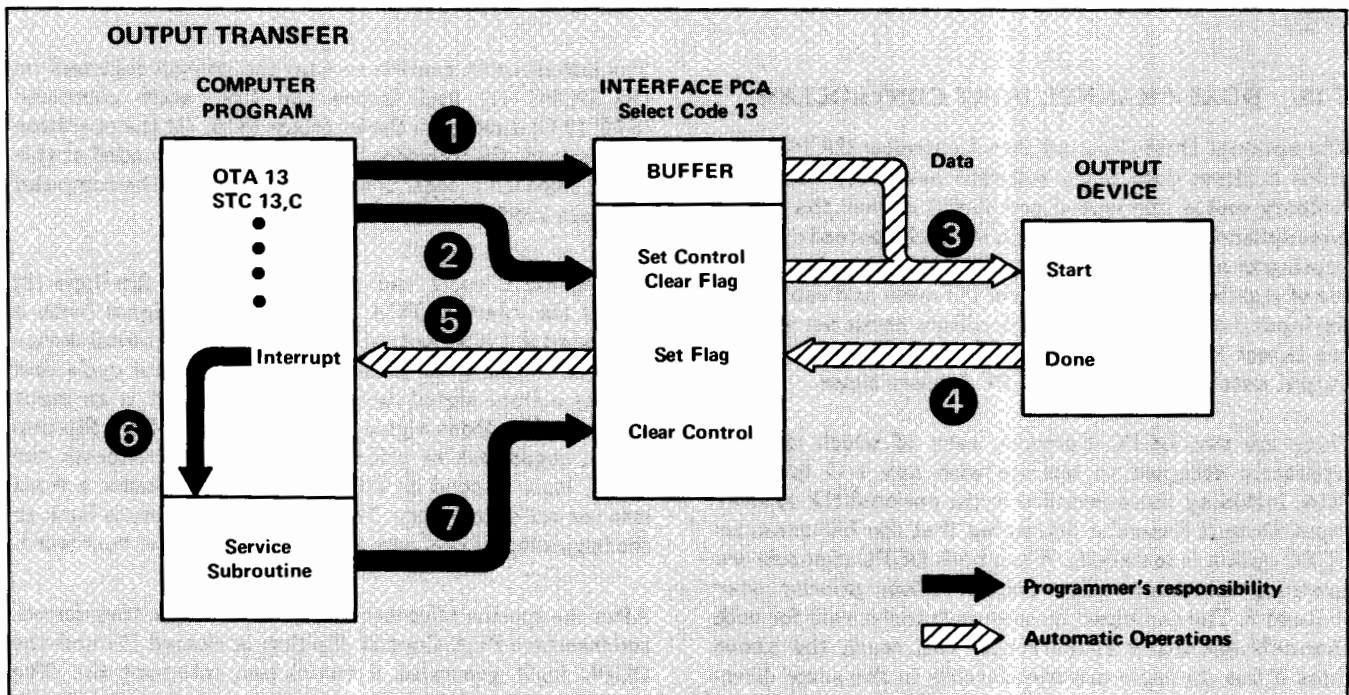 OUTPUT TRANSFER
COMPUTER
PROGRAM
INTERFACE PCA
Select Code 13
1
OTA 13
STC 13,C
BUFFER
Data
OUTPUT
DEVICE
2
Set Control
Clear Flag
3
Start
5
Interrupt
Set Flag
Done
4
6
Clear Control
7
Service
Subroutine
Programmer's responsibility
Automatic Operations